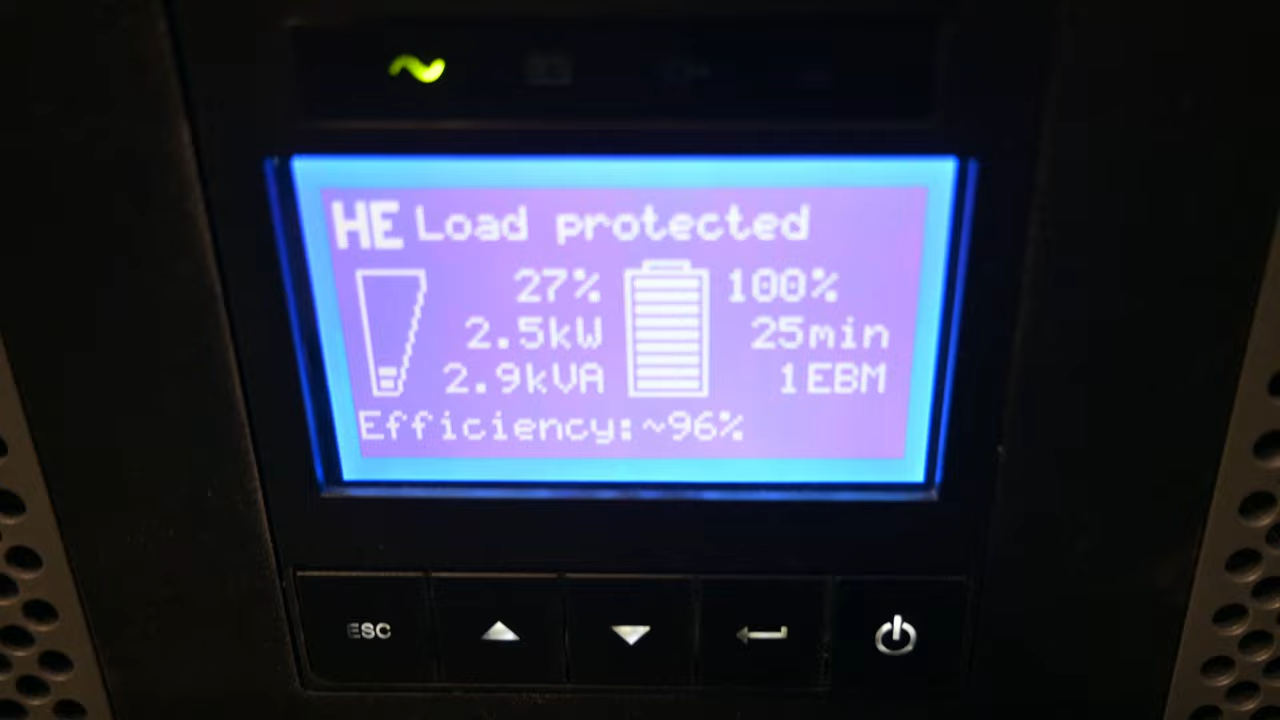 HE Load protected
27% 100%
2.5kW 25min
2.9kVA 1EBM
Efficiency:~96%
ESC